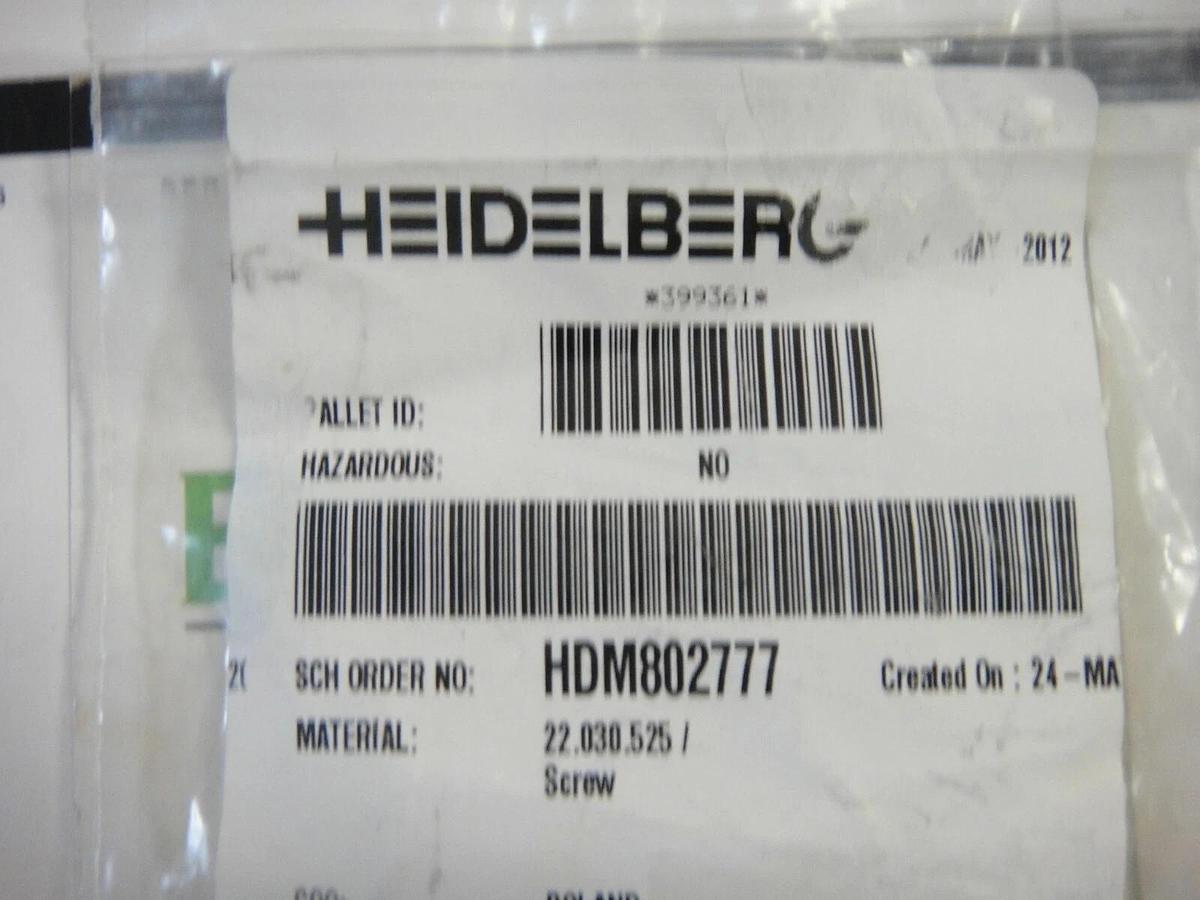 HEIDELBERG
MAY 2012
*399361*
PALLET ID:
HAZARDOUS: NO
SCH ORDER NO: HDM802777 Created On : 24-MA
MATERIAL: 22.030.525 /
Screw